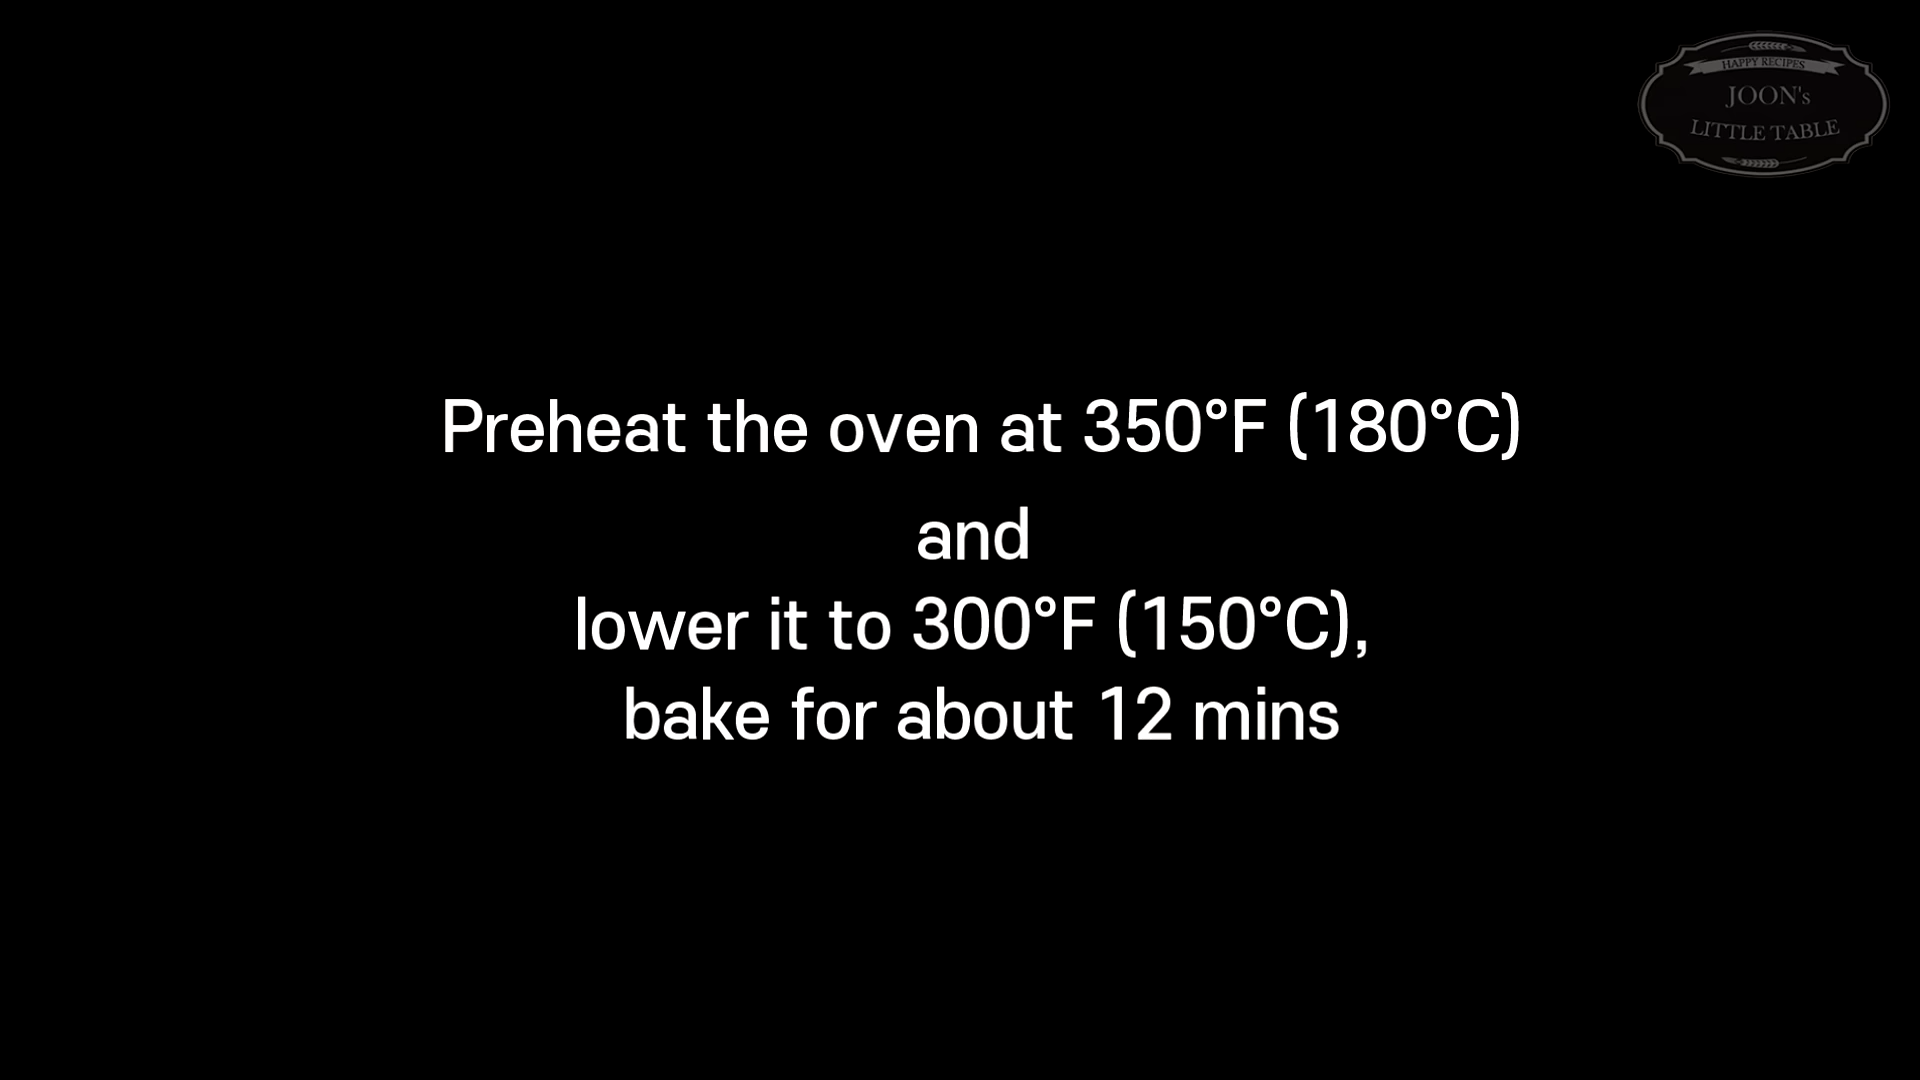 HAPPY RECIPES
JOON's
LITTLE TABLE
Preheat the oven at 350°F (180°C)
and
lower it to 300°F (150°C),
bake for about 12 mins